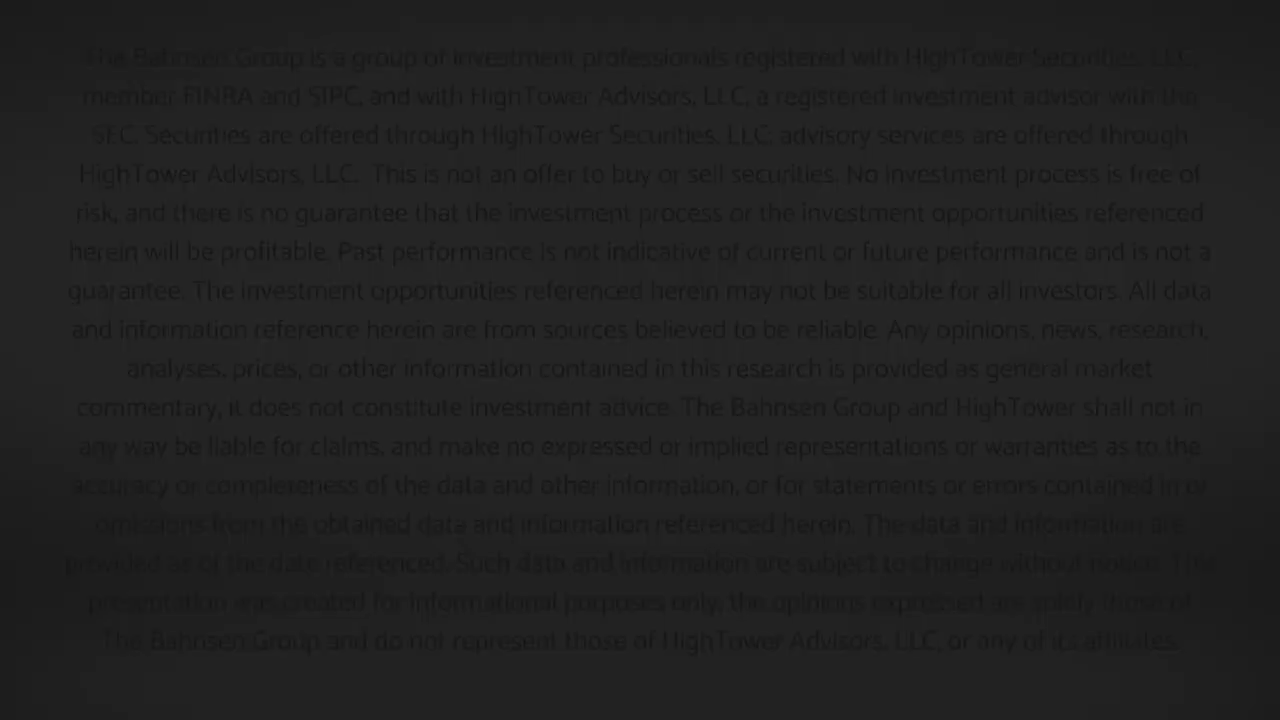 The Bahnsen Group is a group of investment professionals registered with HighTower Securities, LLC,
member FINRA and SIPC, and with HighTower Advisors, LLC, a registered investment advisor with the
SEC. Securities are offered through HighTower Securities, LLC; advisory services are offered through
HighTower Advisors, LLC. This is not an offer to buy or sell securities. No investment process is free of
risk, and there is no guarantee that the investment process or the investment opportunities referenced
herein will be profitable. Past performance is not indicative of current or future performance and is not a
guarantee. The investment opportunities referenced herein may not be suitable for all investors. All data
and information reference herein are from sources believed to be reliable. Any opinions, news, research,
analyses, prices, or other information contained in this research is provided as general market
commentary, it does not constitute investment advice. The Bahnsen Group and HighTower shall not in
any way be liable for claims, and make no expressed or implied representations or warranties as to the
accuracy or completeness of the data and other information, or for statements or errors contained in or
omissions from the obtained data and information referenced herein. The data and information are
provided as of the date referenced. Such data and information are subject to change without notice. This
presentation was created for informational purposes only; the opinions expressed are solely those of
The Bahnsen Group and do not represent those of HighTower Advisors, LLC, or any of its affiliates.